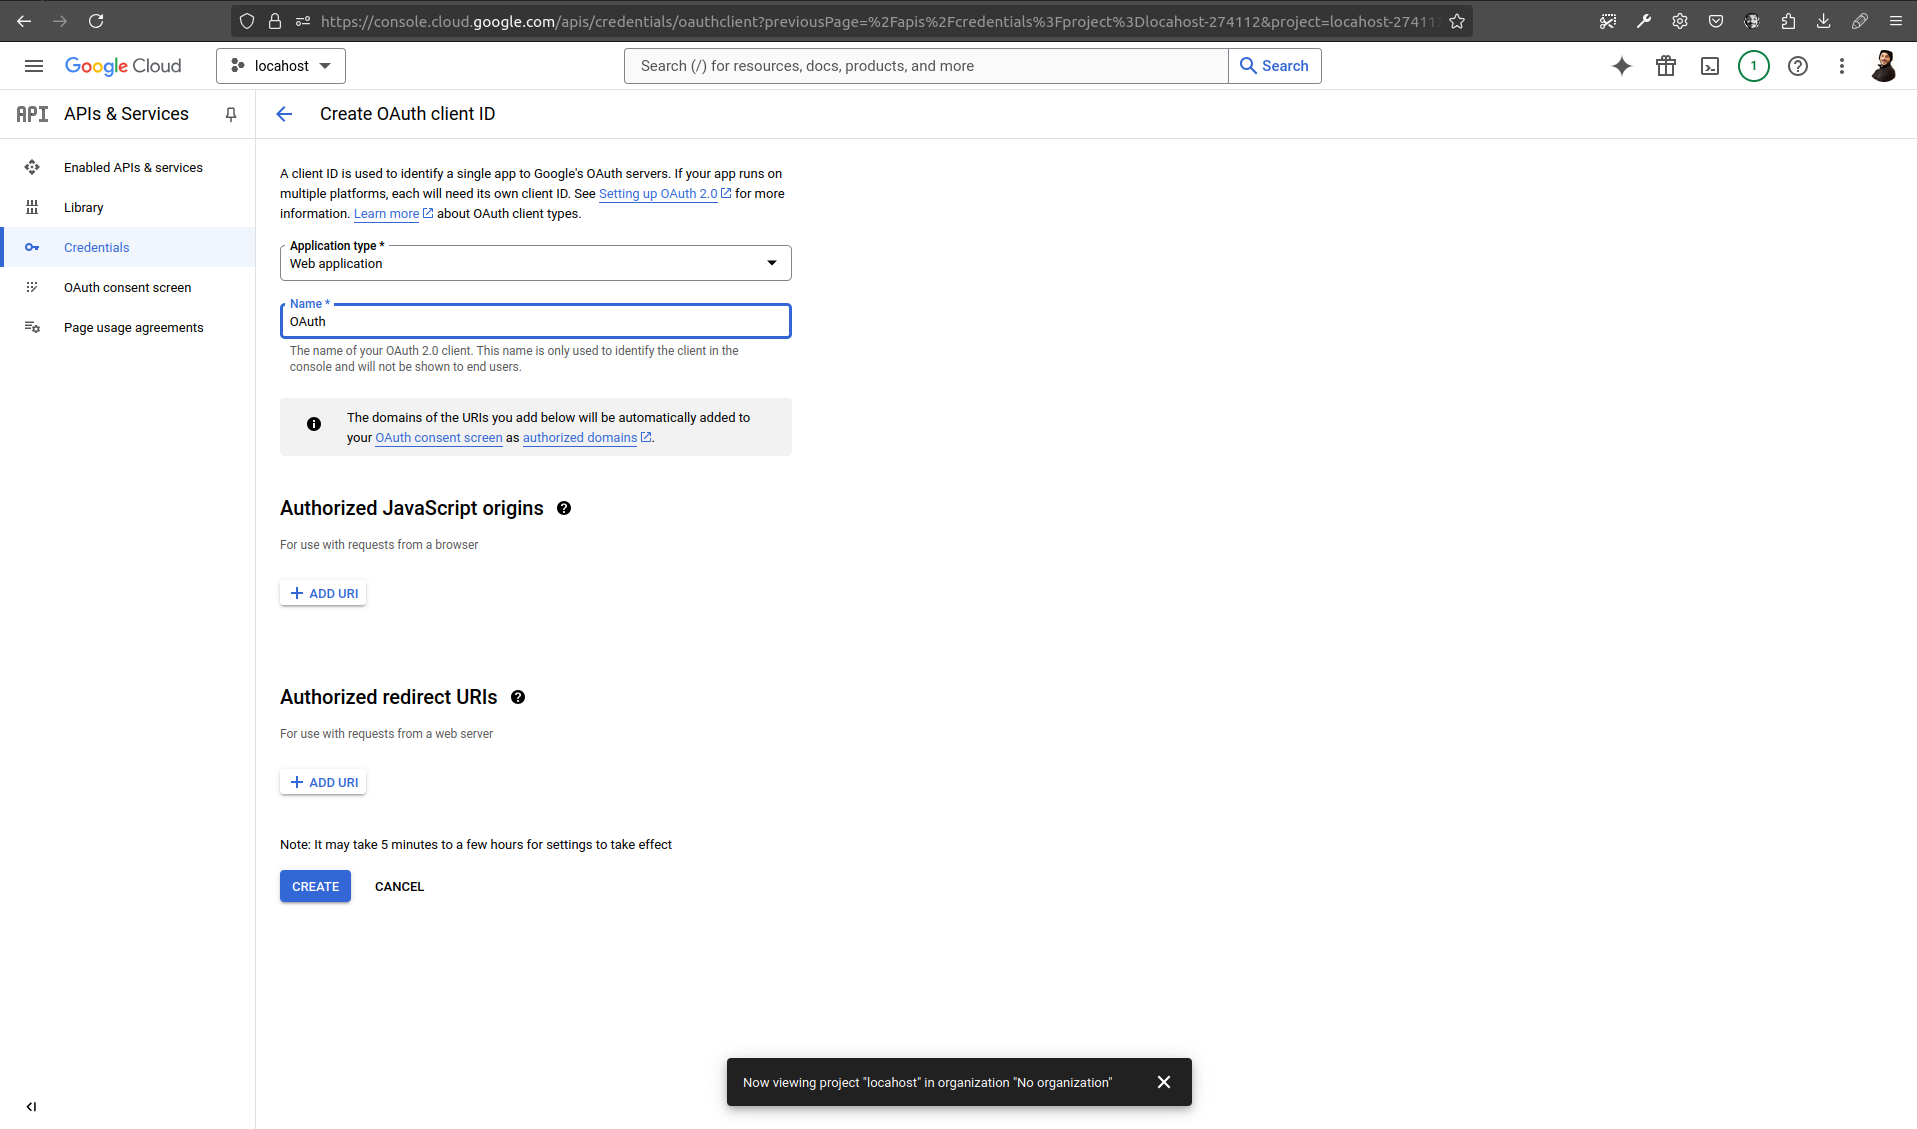 https://console.cloud.google.com/apis/credentials/oauthclient?previousPage=%2Fapis%2Fcredentials%3Fproject%3Dlocahost-274112&project=locahost-27411
Google Cloud
locahost
Search (/) for resources, docs, products, and more
Search
1
API
APIs & Services
Create OAuth client ID
Enabled APIs & services
Library
Credentials
OAuth consent screen
Page usage agreements
A client ID is used to identify a single app to Google's OAuth servers. If your app runs on
multiple platforms, each will need its own client ID. See Setting up OAuth 2.0 for more
information. Learn more about OAuth client types.
Application type *
Web application
Name *
OAuth
The name of your OAuth 2.0 client. This name is only used to identify the client in the
console and will not be shown to end users.
The domains of the URIs you add below will be automatically added to
your OAuth consent screen as authorized domains.
Authorized JavaScript origins
For use with requests from a browser
ADD URI
Authorized redirect URIs
For use with requests from a web server
ADD URI
Note: It may take 5 minutes to a few hours for settings to take effect
CREATE
CANCEL
Now viewing project "locahost" in organization "No organization"